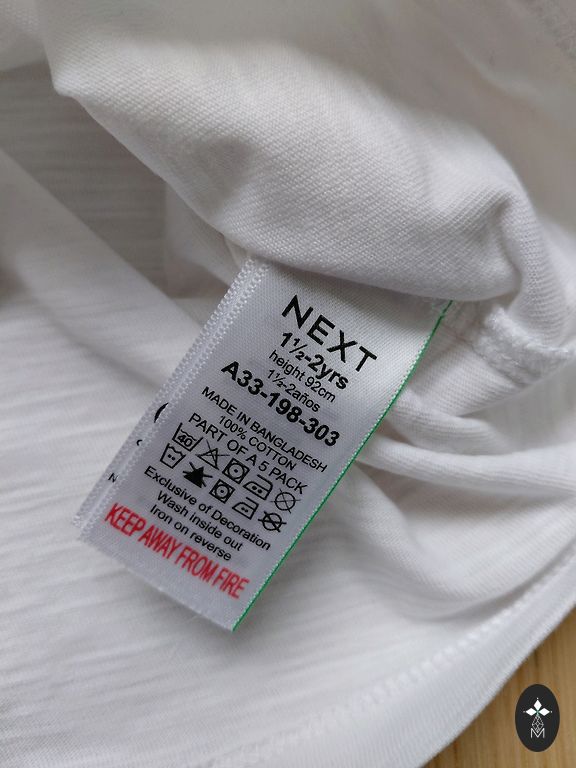 NEXT
1½-2yrs
height 92cm
1½-2años
A33-198-303
MADE IN BANGLADESH
100% COTTON
PART OF A 5 PACK
40
Exclusive of Decoration
Wash inside out
Iron on reverse
KEEP AWAY FROM FIRE
N
M